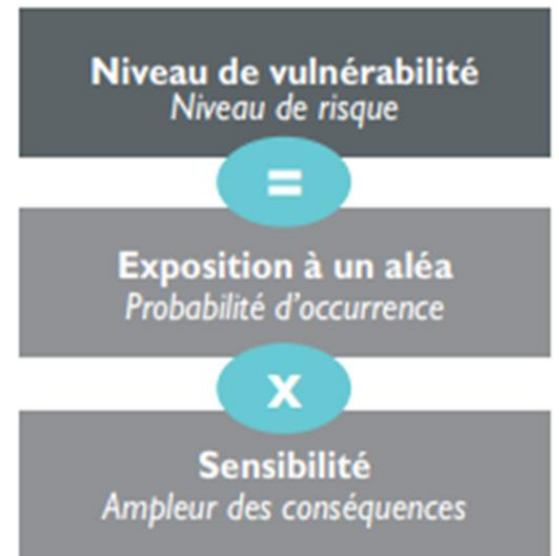 Niveau de vulnérabilité
Niveau de risque
=
Exposition à un aléa
Probabilité d'occurrence
x
Sensibilité
Ampleur des conséquences